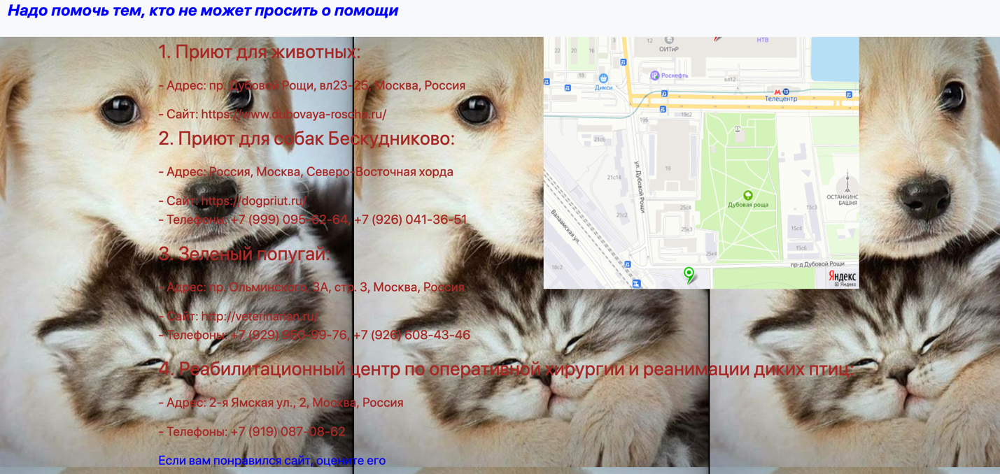 Надо помочь тем, кто не может просить о помощи
1. Приют для животных:
- Адрес: пр. Дубовой Рощи, вл23-25, Москва, Россия
- Сайт: https://www.dubovaya-roscha.ru/
2. Приют для собак Бескудниково:
- Адрес: Россия, Москва, Северо-Восточная хорда
- Сайт: https://dogpriut.ru/
- Телефоны: +7 (999) 095-62-64, +7 (926) 041-36-51
3. Зеленый попугай:
- Адрес: пр. Ольминского, 3А, стр. 3, Москва, Россия
- Сайт: http://veterinarian.ru/
- Телефоны: +7 (929) 950-99-76, +7 (926) 608-43-46
4. Реабилитационный центр по оперативной хирургии и реанимации диких птиц:
- Адрес: 2-я Ямская ул., 2, Москва, Россия
- Телефоны: +7 (919) 087-08-62
Если вам понравился сайт, оцените его
22 20 16 3 12 НТВ
ОИТиР
18 Роснефть
Дикси вл12
13
Телецентр
19с2
19Б
21с6
19
21с14
ул. Дубовой Рощи
ОСТАНКИНС
БАШНЯ
Дубовая роща
25с4 15с3
21с2
Валаамская ул.
25с3 15с4
15с6
25к4
18с2
пр-д Дубовой Рощи
Яндекс
© Яндекс